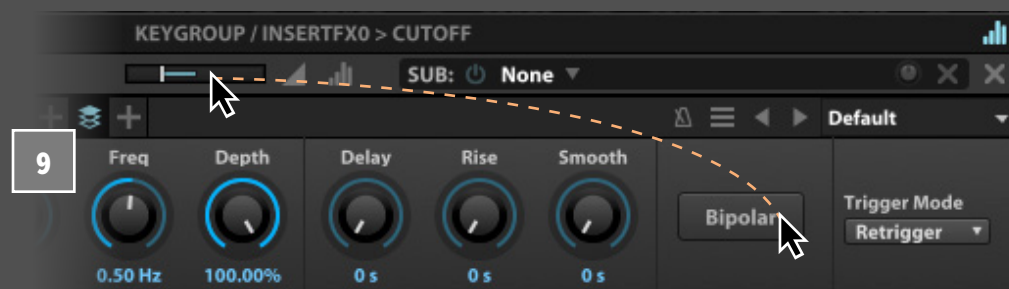 KEYGROUP / INSERTFX0 > CUTOFF
SUB: None
Default
9
Freq Depth Delay Rise Smooth
Bipolar
Trigger Mode
Retrigger
0.50 Hz 100.00% 0 s 0 s 0 s